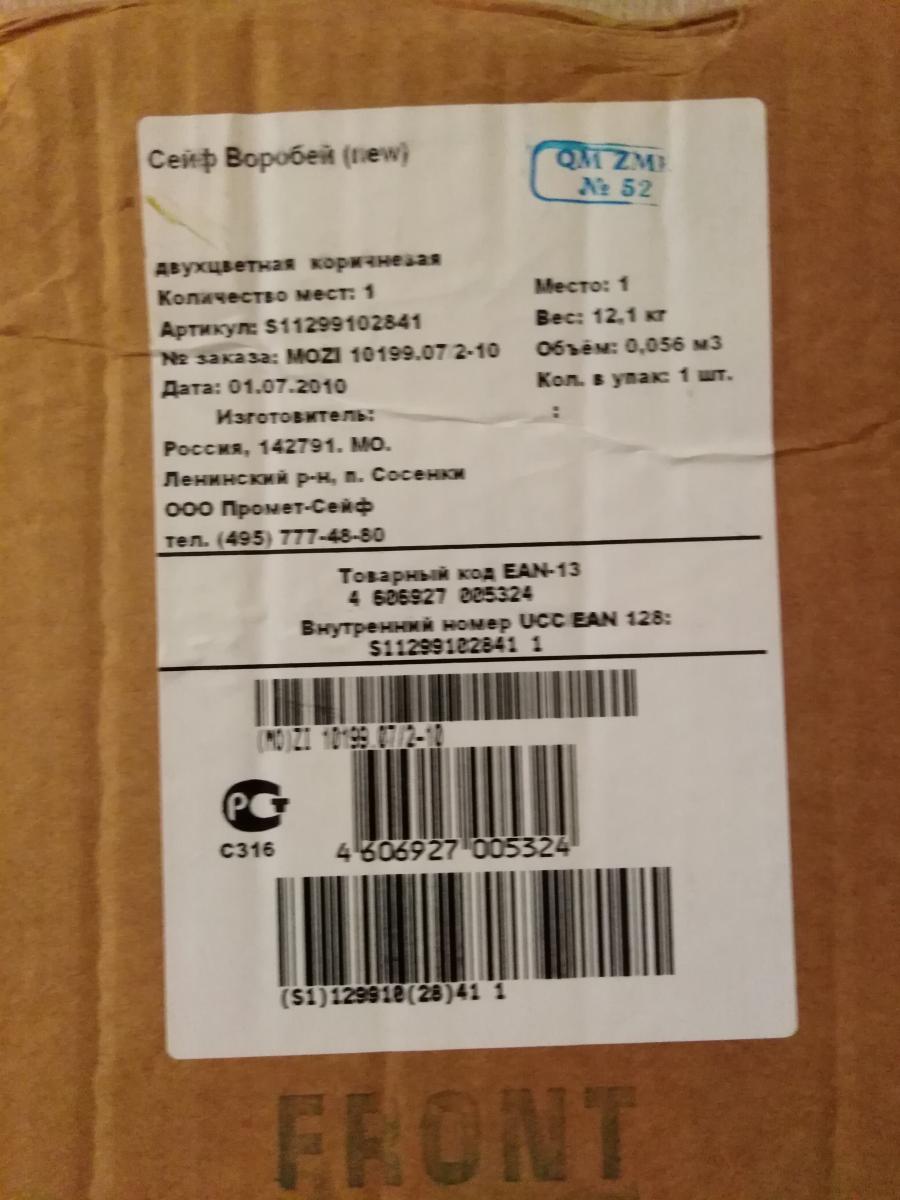 Сейф Воробей (new)
QM ZM
№ 52
двухцветная коричневая
Количество мест: 1
Место: 1
Артикул: S11299102841
Вес: 12,1 кг
№ заказа: MOZI 10199.07/2-10
Объём: 0,056 м3
Дата: 01.07.2010
Кол. в упак: 1 шт.
Изготовитель:
:
Россия, 142791. МО.
Ленинский р-н, п. Сосенки
ООО Промет-Сейф
тел. (495) 777-48-80
Товарный код EAN-13
4 606927 005324
Внутренний номер UCC/EAN 128:
S11299102841 1
(MO)ZI 10199.07/2-10
РСТ
С316
4 606927 005324
(S1)129910(28)41 1
FRONT